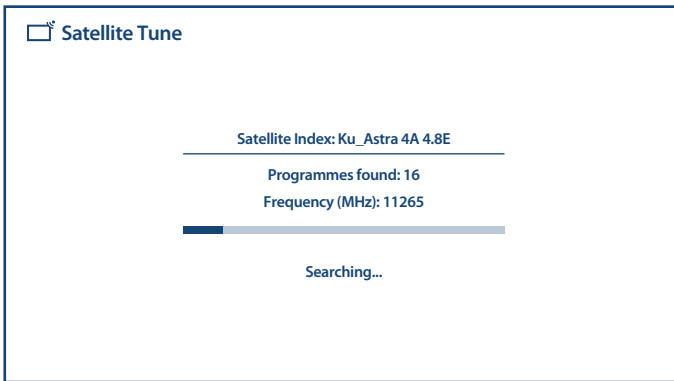 Satellite Tune
Satellite Index: Ku_Astra 4A 4.8E
Programmes found: 16
Frequency (MHz): 11265
Searching...